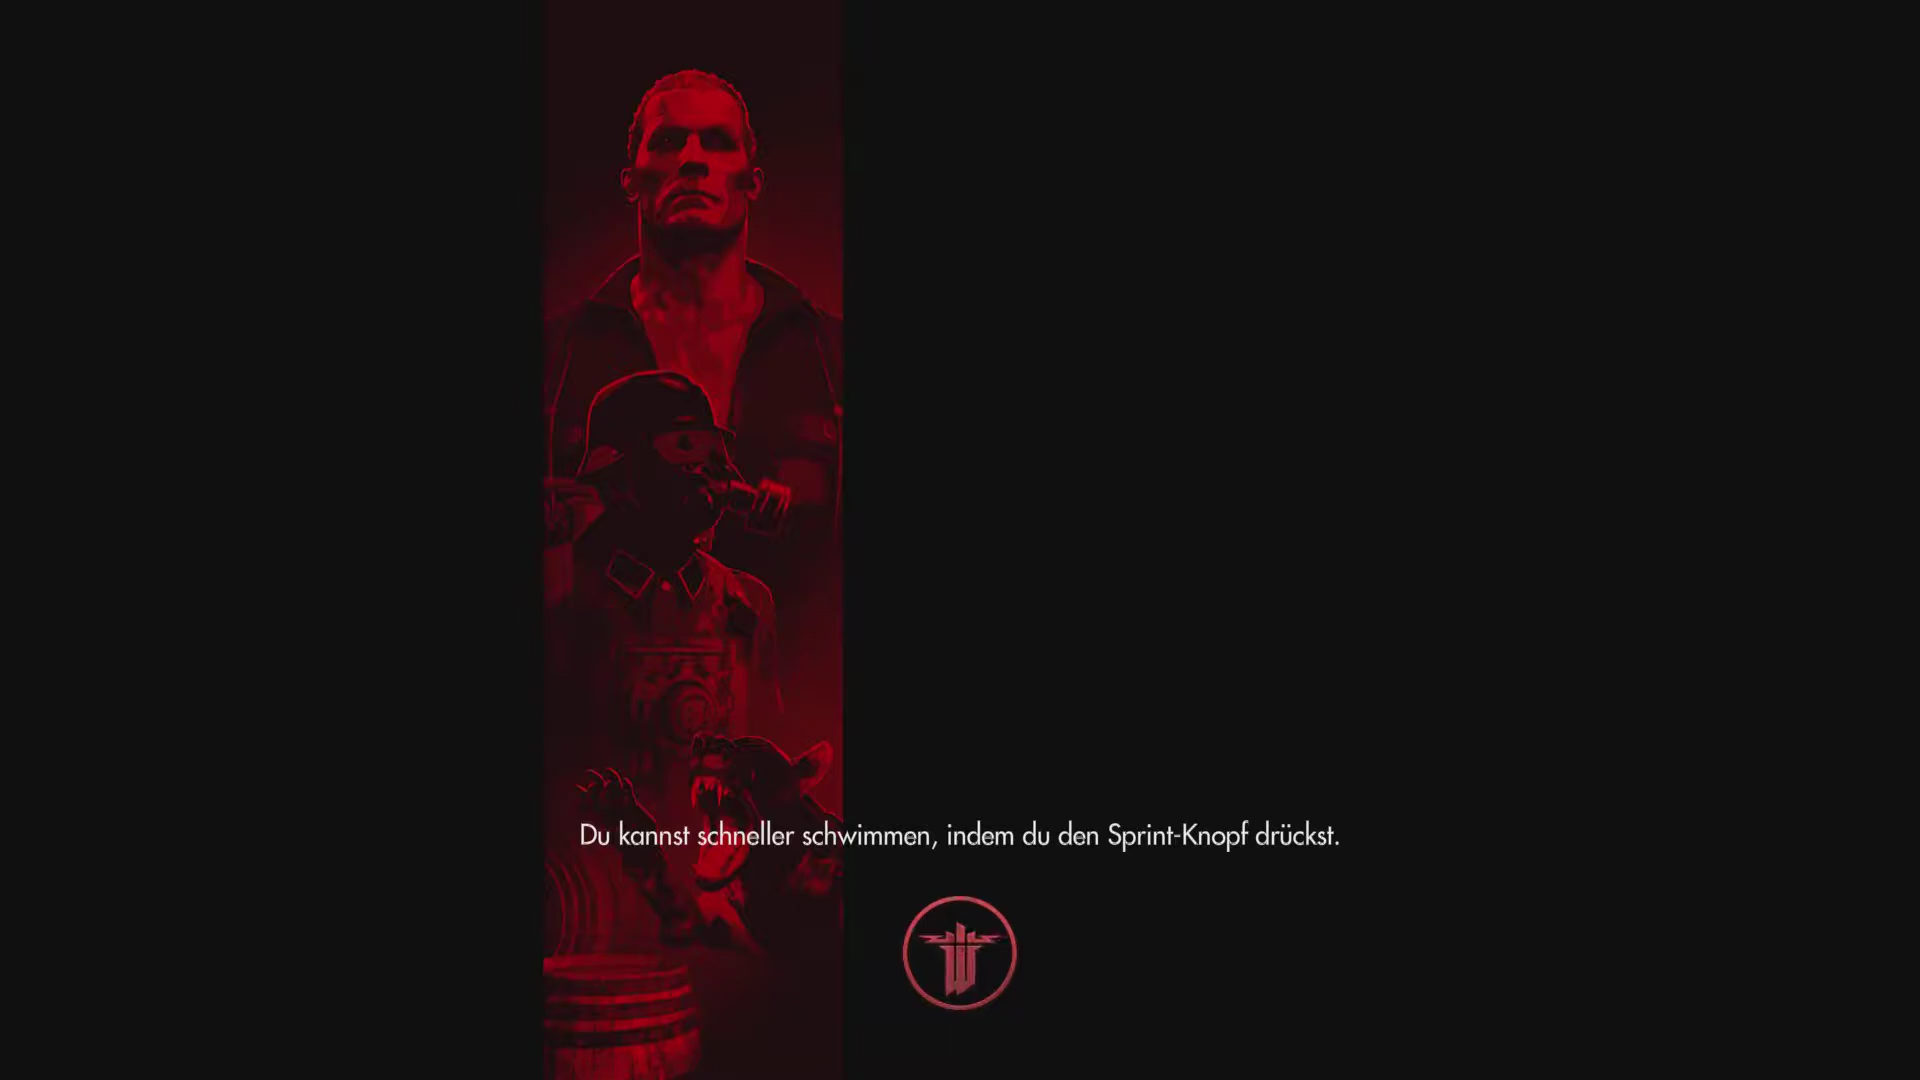 Du kannst schneller schwimmen, indem du den Sprint-Knopf drückst.